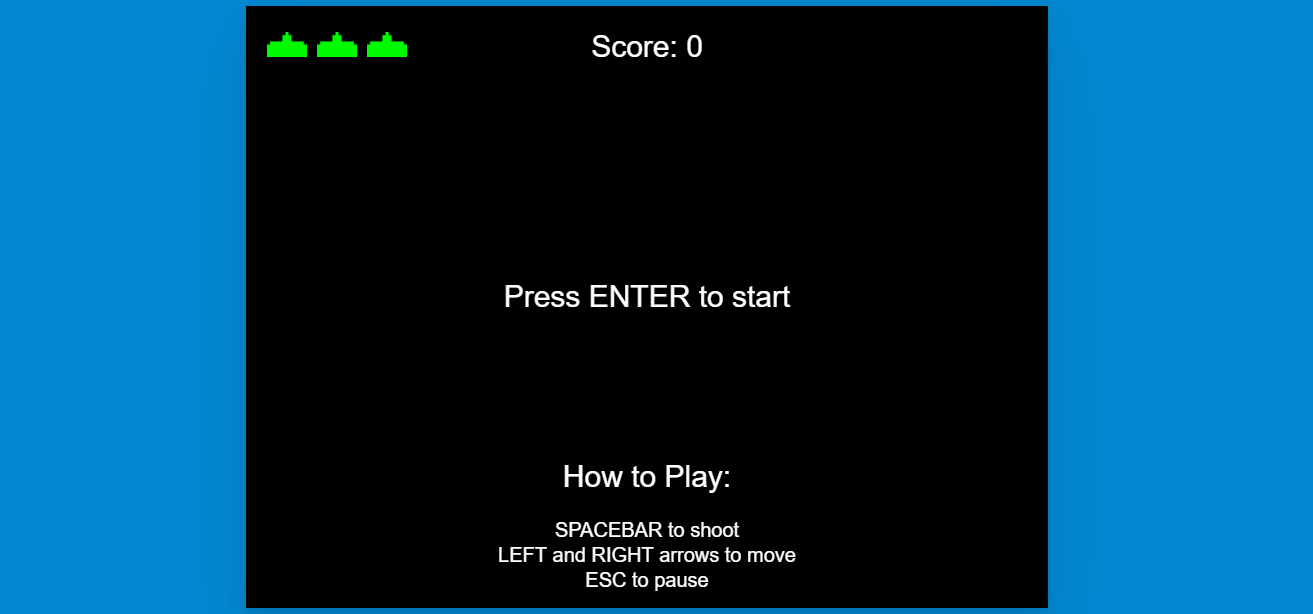 Score: 0
Press ENTER to start
How to Play:
SPACEBAR to shoot
LEFT and RIGHT arrows to move
ESC to pause